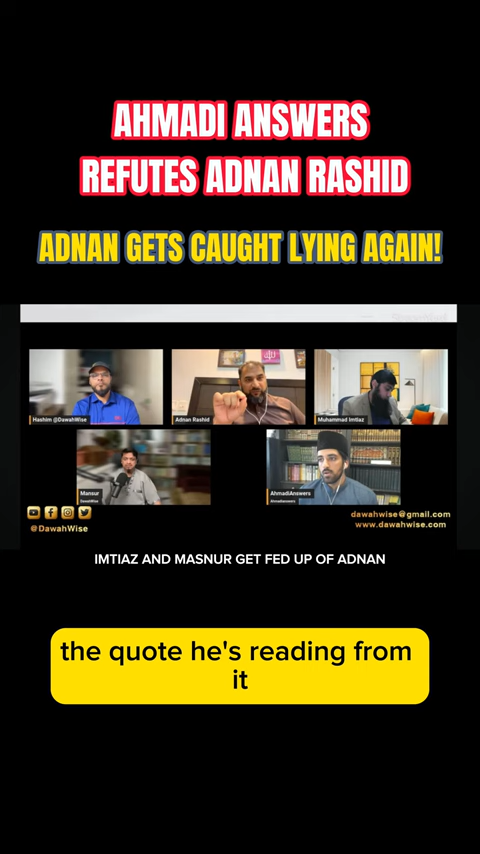 AHMADI ANSWERS
REFUTES ADNAN RASHID
ADNAN GETS CAUGHT LYING AGAIN!
Hashim @DawahWise
Adnan Rashid
Muhammad Imtiaz
Mansur
DawahWise
AhmadiAnswers
AhmadiAnswers
@DawahWise
dawahwise@gmail.com
www.dawahwise.com
IMTIAZ AND MASNUR GET FED UP OF ADNAN
the quote he's reading from
it